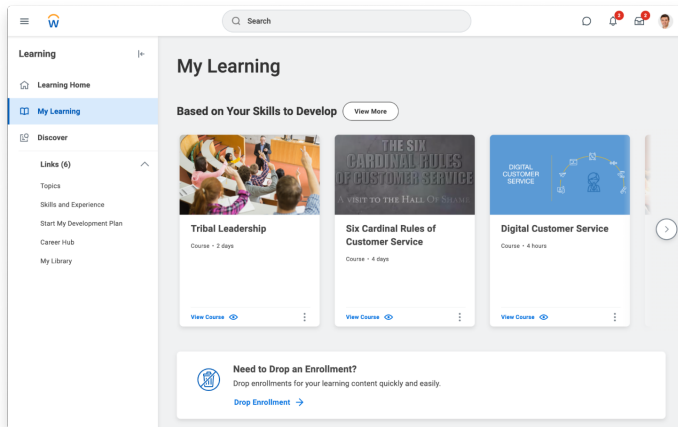 W
Search
2
2
Learning
Learning Home
My Learning
Discover
Links (6)
Topics
Skills and Experience
Start My Development Plan
Career Hub
My Library
My Learning
Based on Your Skills to Develop
View More
Tribal Leadership
Course • 2 days
View Course
THE SIX
CARDINAL RULES
OF CUSTOMER SERVICE
A VISIT TO THE HALL OF SHAME
Six Cardinal Rules of
Customer Service
Course • 4 days
View Course
DIGITAL
CUSTOMER
SERVICE
Digital Customer Service
Course • 4 hours
View Course
Need to Drop an Enrollment?
Drop enrollments for your learning content quickly and easily.
Drop Enrollment